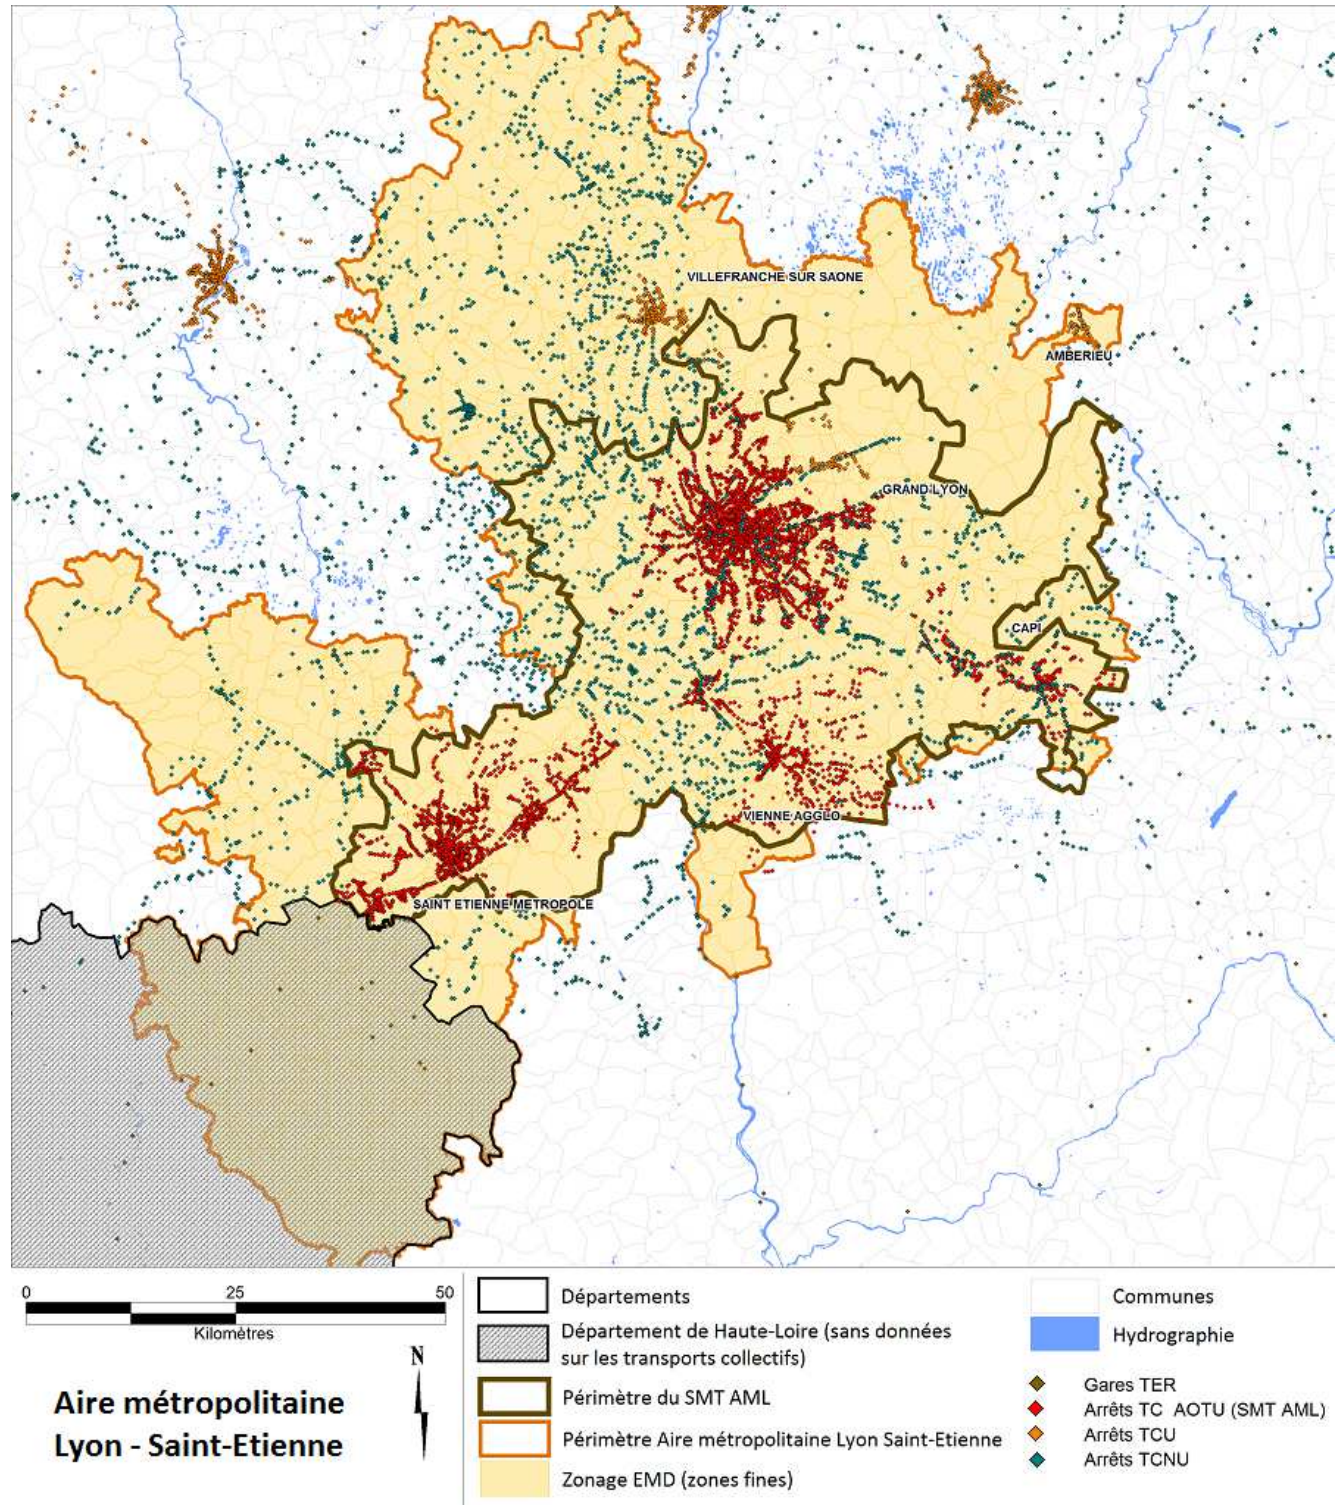 VILLEFRANCHE SUR SAONE
AMBERIEU
GRAND LYON
CAPI
VIENNE AGGLO
SAINT ETIENNE METROPOLE
0 25 50
Kilomètres
N
Aire métropolitaine
Lyon - Saint-Etienne
Départements
Département de Haute-Loire (sans données
sur les transports collectifs)
Périmètre du SMT AML
Périmètre Aire métropolitaine Lyon Saint-Etienne
Zonage EMD (zones fines)
Communes
Hydrographie
Gares TER
Arrêts TC AOTU (SMT AML)
Arrêts TCU
Arrêts TCNU